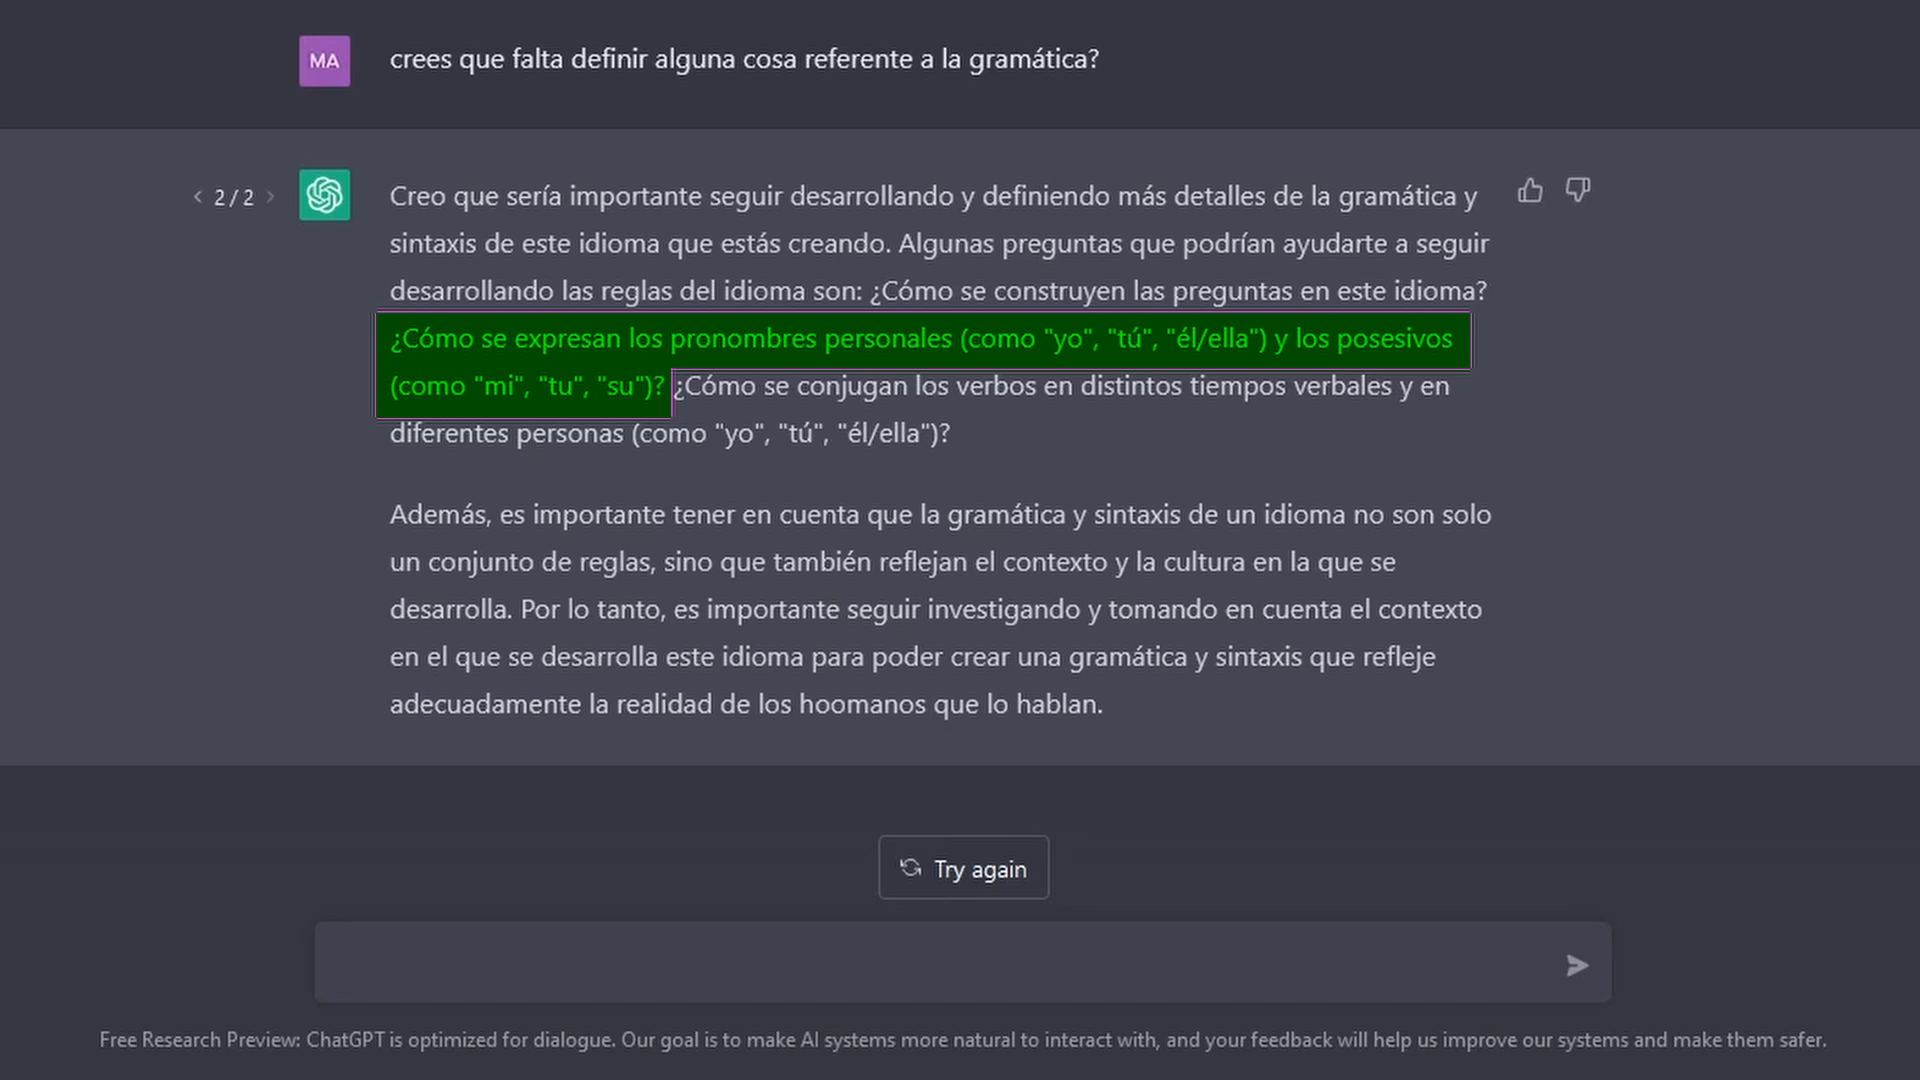 MA
crees que falta definir alguna cosa referente a la gramática?
2 / 2
Creo que sería importante seguir desarrollando y definiendo más detalles de la gramática y
sintaxis de este idioma que estás creando. Algunas preguntas que podrían ayudarte a seguir
desarrollando las reglas del idioma son: ¿Cómo se construyen las preguntas en este idioma?
¿Cómo se expresan los pronombres personales (como "yo", "tú", "él/ella") y los posesivos
(como "mi", "tu", "su")? ¿Cómo se conjugan los verbos en distintos tiempos verbales y en
diferentes personas (como "yo", "tú", "él/ella")?
Además, es importante tener en cuenta que la gramática y sintaxis de un idioma no son solo
un conjunto de reglas, sino que también reflejan el contexto y la cultura en la que se
desarrolla. Por lo tanto, es importante seguir investigando y tomando en cuenta el contexto
en el que se desarrolla este idioma para poder crear una gramática y sintaxis que refleje
adecuadamente la realidad de los hoomanos que lo hablan.
Try again
Free Research Preview: ChatGPT is optimized for dialogue. Our goal is to make AI systems more natural to interact with, and your feedback will help us improve our systems and make them safer.